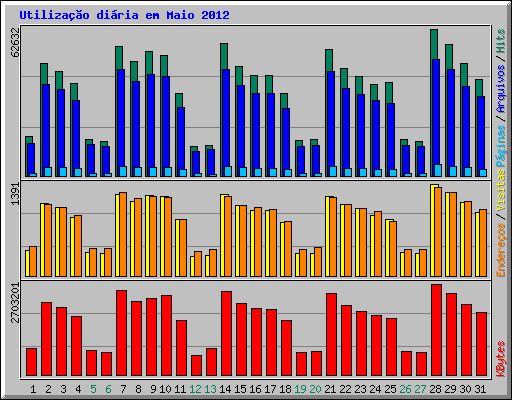 Utilização diária em Maio 2012
62632
1391
2703201
KBytes Endereços / Visitas Páginas / Arquivos / Hits
1 2 3 4 5 6 7 8 9 10 11 12 13 14 15 16 17 18 19 20 21 22 23 24 25 26 27 28 29 30 31